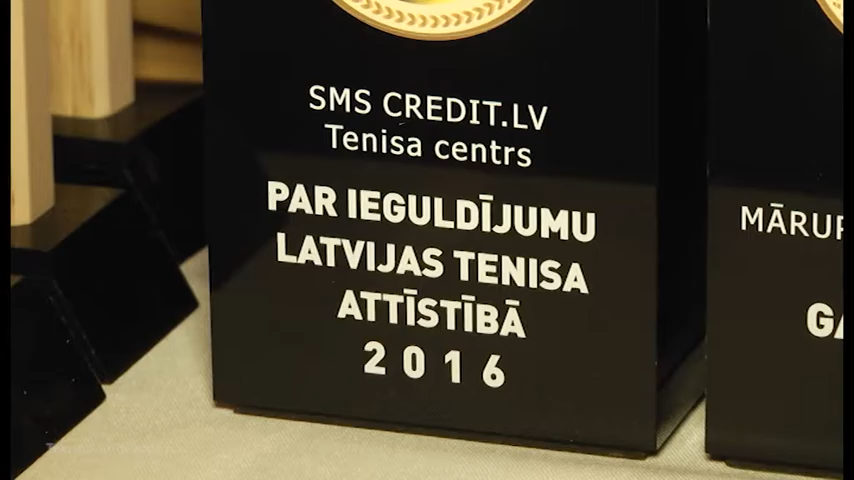 SMS CREDIT.LV
Tenisa centrs
PAR IEGULDĪJUMU
LATVIJAS TENISA
ATTĪSTĪBĀ
2016